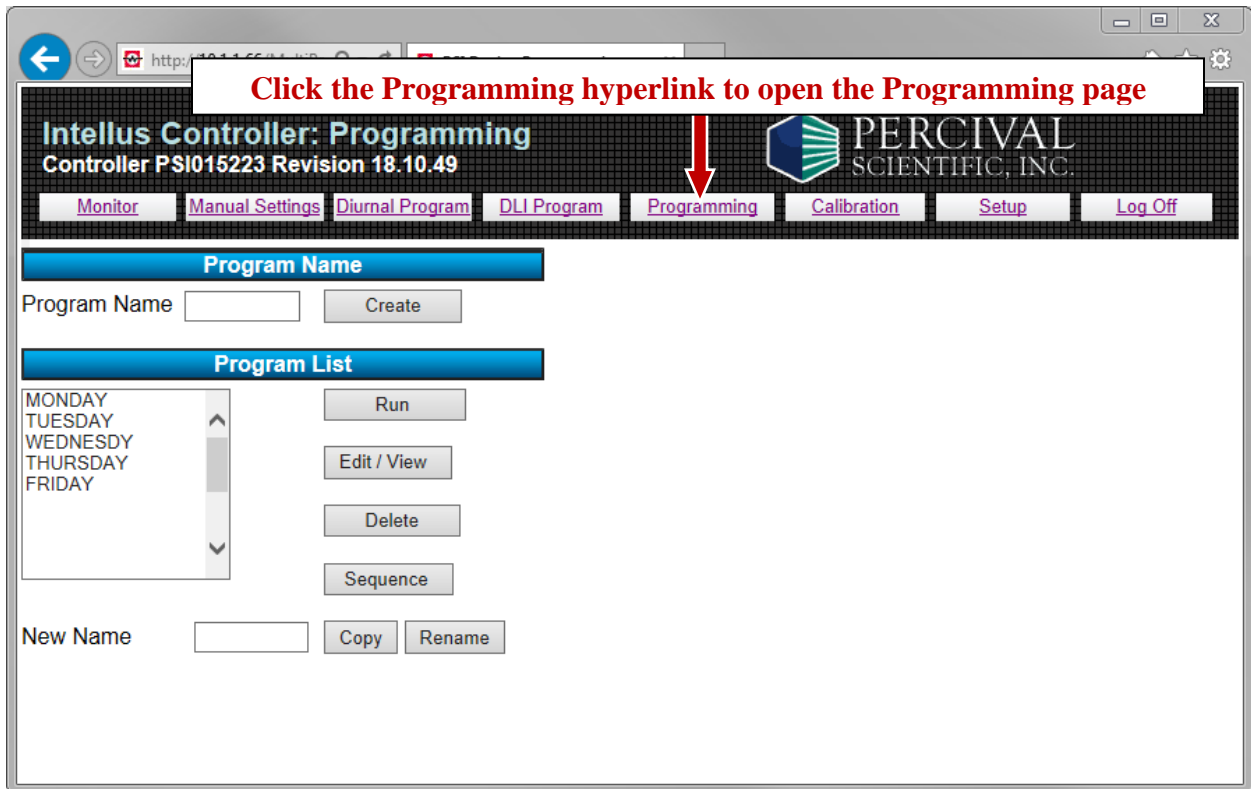 http:/
Click the Programming hyperlink to open the Programming page
Intellus Controller: Programming
Controller PSI015223 Revision 18.10.49
PERCIVAL
SCIENTIFIC, INC.
Monitor Manual Settings Diurnal Program DLI Program Programming Calibration Setup Log Off
Program Name
Program Name Create
Program List
MONDAY
TUESDAY
WEDNESDY
THURSDAY
FRIDAY
Run
Edit / View
Delete
Sequence
New Name Copy Rename